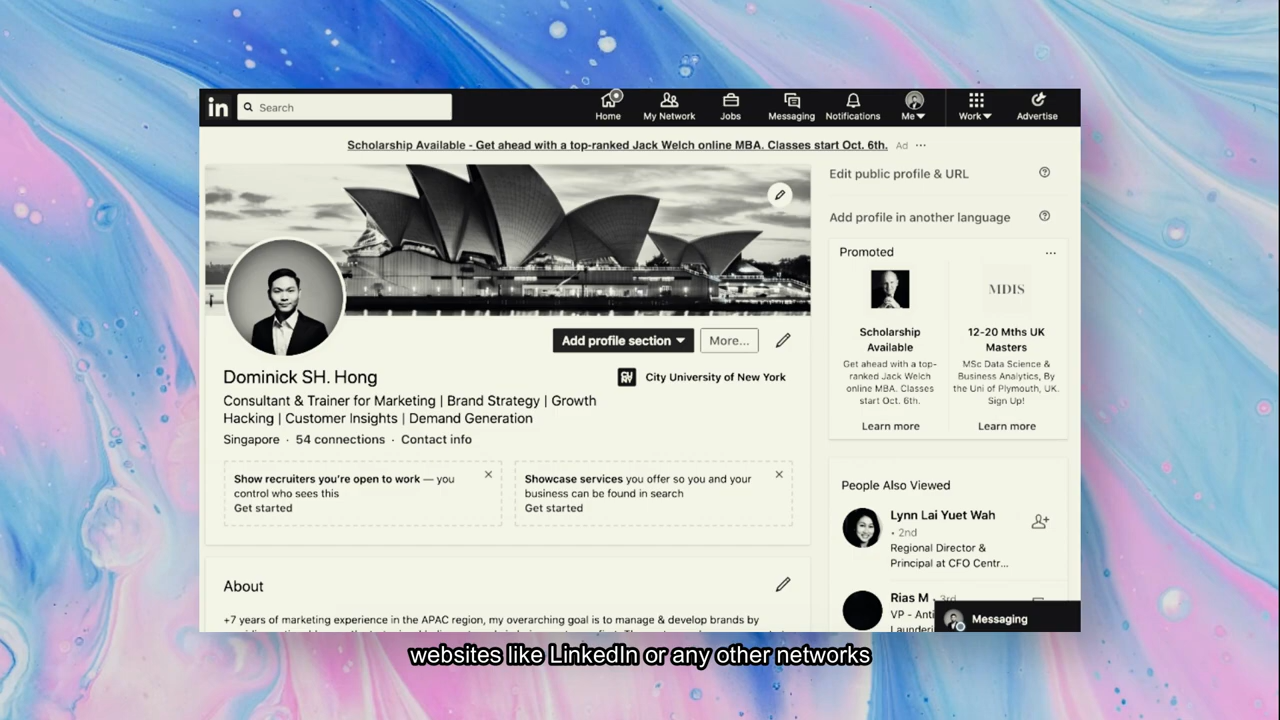 in
Search
Home
My Network
Jobs
Messaging
Notifications
Me
Work
Advertise
Scholarship Available - Get ahead with a top-ranked Jack Welch online MBA. Classes start Oct. 6th. Ad ...
Add profile section
More...
Dominick SH. Hong
City University of New York
Consultant & Trainer for Marketing | Brand Strategy | Growth
Hacking | Customer Insights | Demand Generation
Singapore · 54 connections · Contact info
Show recruiters you're open to work — you
control who sees this
Get started
Showcase services you offer so you and your
business can be found in search
Get started
About
+7 years of marketing experience in the APAC region, my overarching goal is to manage & develop brands by
Edit public profile & URL
Add profile in another language
Promoted
...
Scholarship
Available
Get ahead with a top-
ranked Jack Welch
online MBA. Classes
start Oct. 6th.
Learn more
MDIS
12-20 Mths UK
Masters
MSc Data Science &
Business Analytics, By
the Uni of Plymouth, UK.
Sign Up!
Learn more
People Also Viewed
Lynn Lai Yuet Wah
• 2nd
Regional Director &
Principal at CFO Centr...
Rias M · 3rd
VP - Anti
Messaging
websites like LinkedIn or any other networks